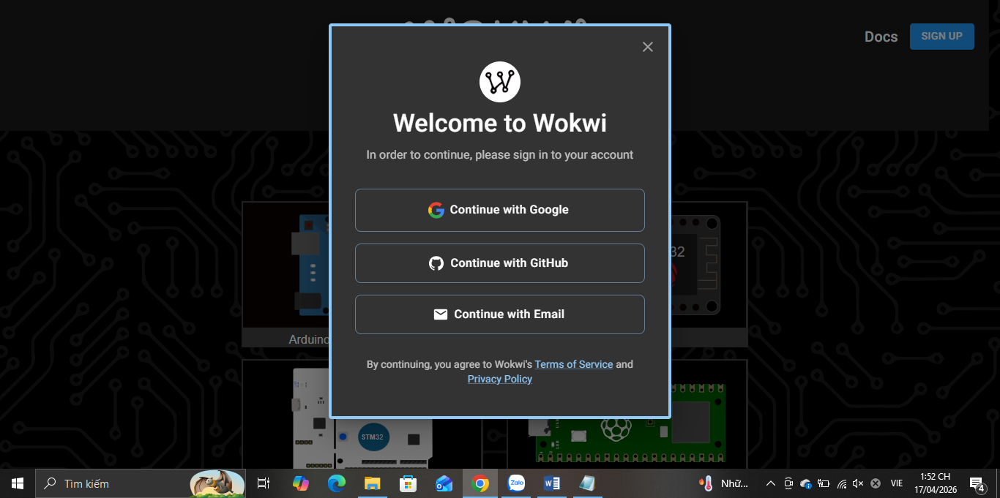 Docs
SIGN UP
Welcome to Wokwi
In order to continue, please sign in to your account
Continue with Google
Continue with GitHub
Continue with Email
By continuing, you agree to Wokwi's Terms of Service and
Privacy Policy
32
Arduino
STM32
Tìm kiếm
Zalo
Nhữ...
VIE
1:52 CH
17/04/2026
4